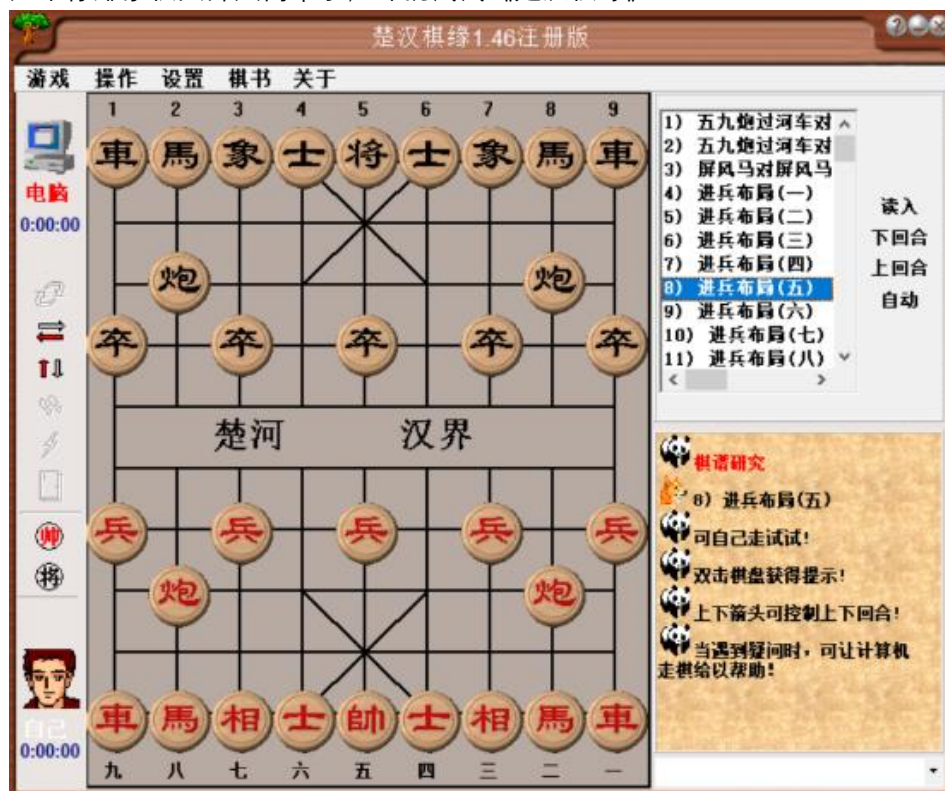 楚汉棋缘1.46注册版
游戏 操作 设置 棋书 关于
1 2 3 4 5 6 7 8 9
車 馬 象 士 将 士 象 馬 車
炮 炮
卒 卒 卒 卒 卒
楚河 汉界
兵 兵 兵 兵 兵
炮 炮
車 馬 相 士 帥 士 相 馬 車
九 八 七 六 五 四 三 二 一
电脑
0:00:00
帅
将
自己
0:00:00
1) 五九炮过河车对
2) 五九炮过河车对
3) 屏风马对屏风马
4) 进兵布局(一)
5) 进兵布局(二)
6) 进兵布局(三)
7) 进兵布局(四)
8) 进兵布局(五)
9) 进兵布局(六)
10) 进兵布局(七)
11) 进兵布局(八)
读入
下回合
上回合
自动
棋谱研究
8) 进兵布局(五)
可自己走试试!
双击棋盘获得提示!
上下箭头可控制上下回合!
当遇到疑问时,可让计算机
走棋给以帮助!